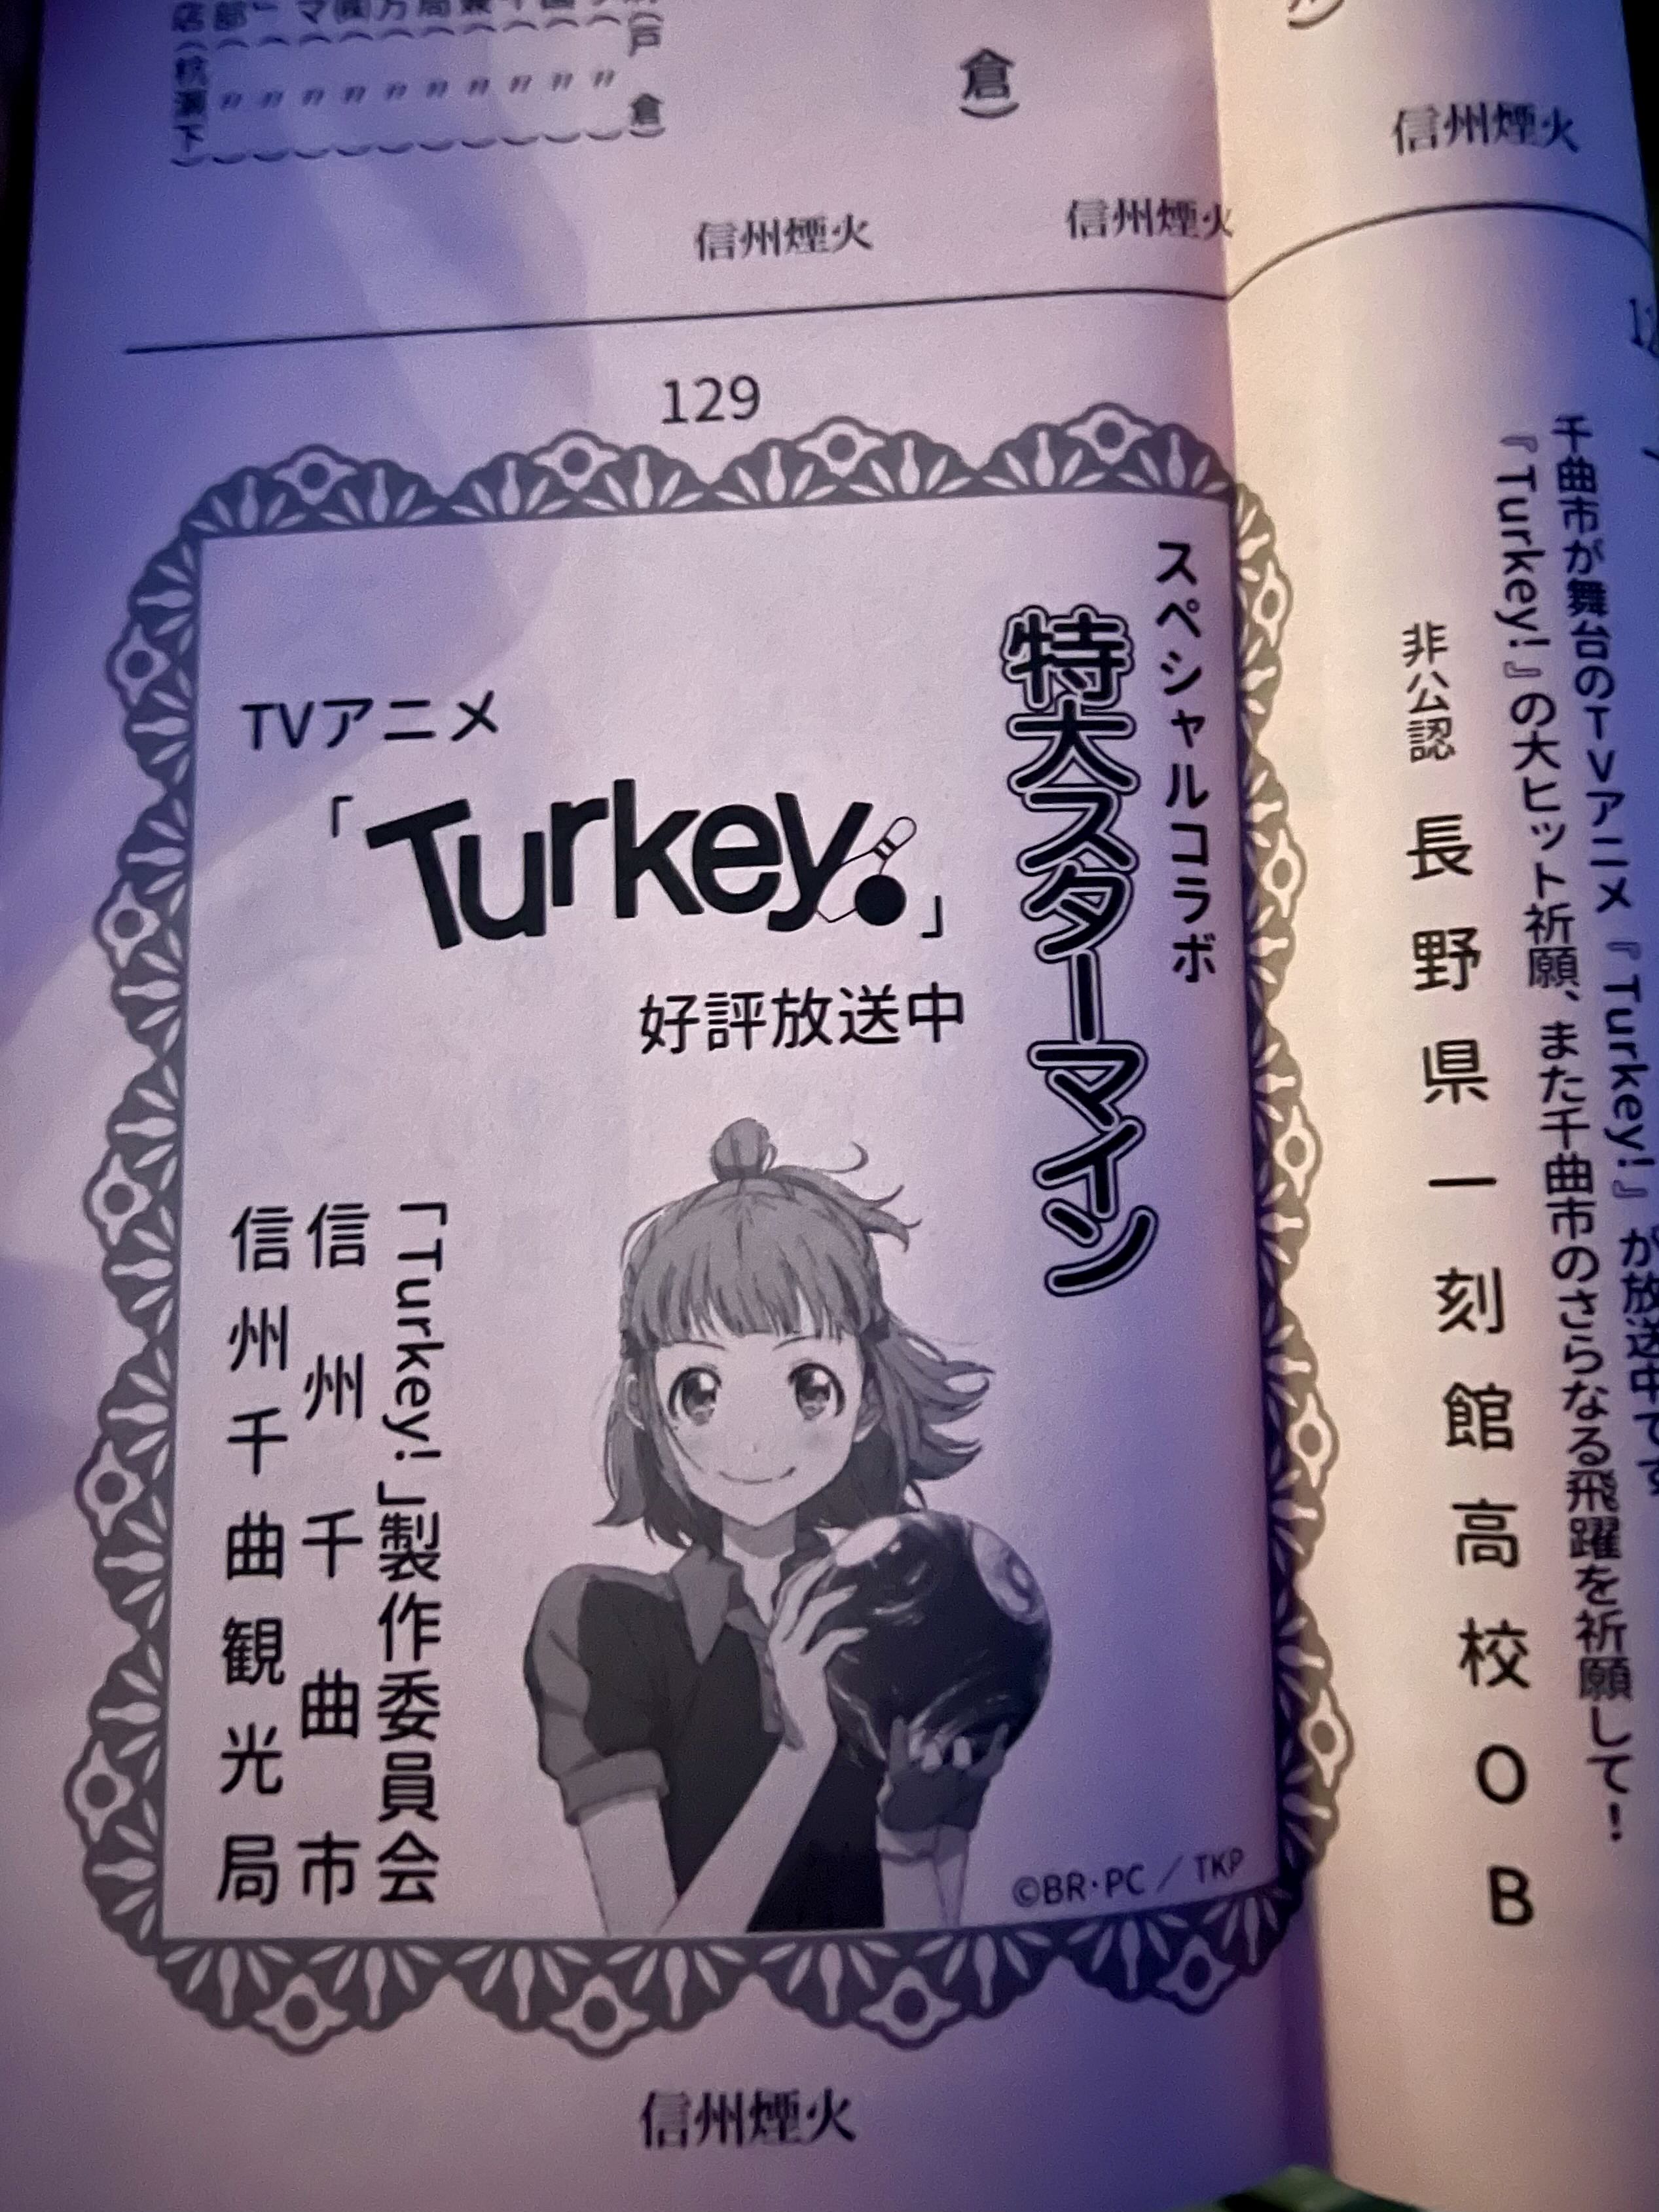 倉）
（戸倉）
信州煙火
信州煙火
信州煙火
千曲市が舞台のTVアニメ『Turkey!』が放送中です
『Turkey!』の大ヒット祈願、また千曲市のさらなる飛躍を祈願して！
非公認 長野県一刻館高校OB
129
スペシャルコラボ
特大スターマイン
TVアニメ
「Turkey!」
好評放送中
「Turkey!」製作委員会
信州千曲市
信州千曲観光局
©BR･PC／TKP
信州煙火